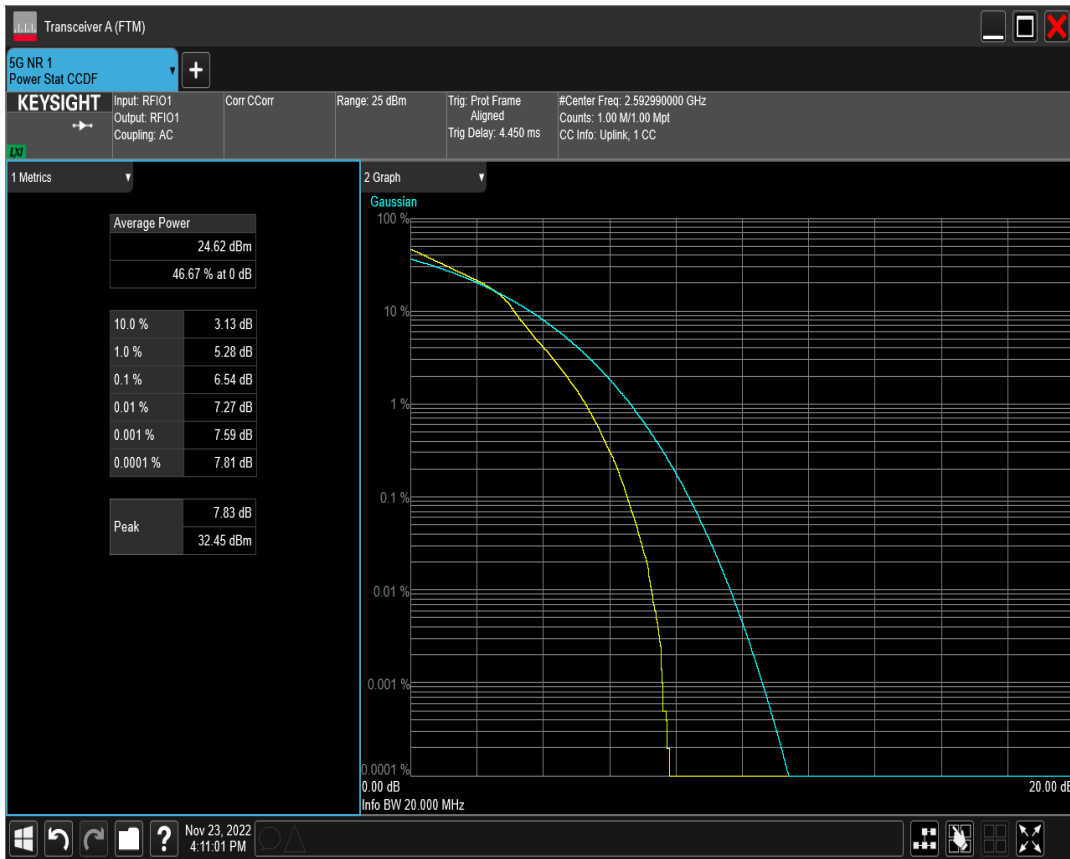 Transceiver A (FTM)
5G NR 1
Power Stat CCDF
+
KEYSIGHT
LXI
Input: RFIO1
Output: RFIO1
Coupling: AC
Corr CCorr
Range: 25 dBm
Trig: Prot Frame
Aligned
Trig Delay: 4.450 ms
#Center Freq: 2.592990000 GHz
Counts: 1.00 M/1.00 Mpt
CC Info: Uplink, 1 CC
1 Metrics
Average Power
24.62 dBm
46.67 % at 0 dB
10.0 % 3.13 dB
1.0 % 5.28 dB
0.1 % 6.54 dB
0.01 % 7.27 dB
0.001 % 7.59 dB
0.0001 % 7.81 dB
Peak 7.83 dB
32.45 dBm
2 Graph
Gaussian
100 %
10 %
1 %
0.1 %
0.01 %
0.001 %
0.0001 %
0.00 dB 20.00 dB
Info BW 20.000 MHz
?
Nov 23, 2022
4:11:01 PM